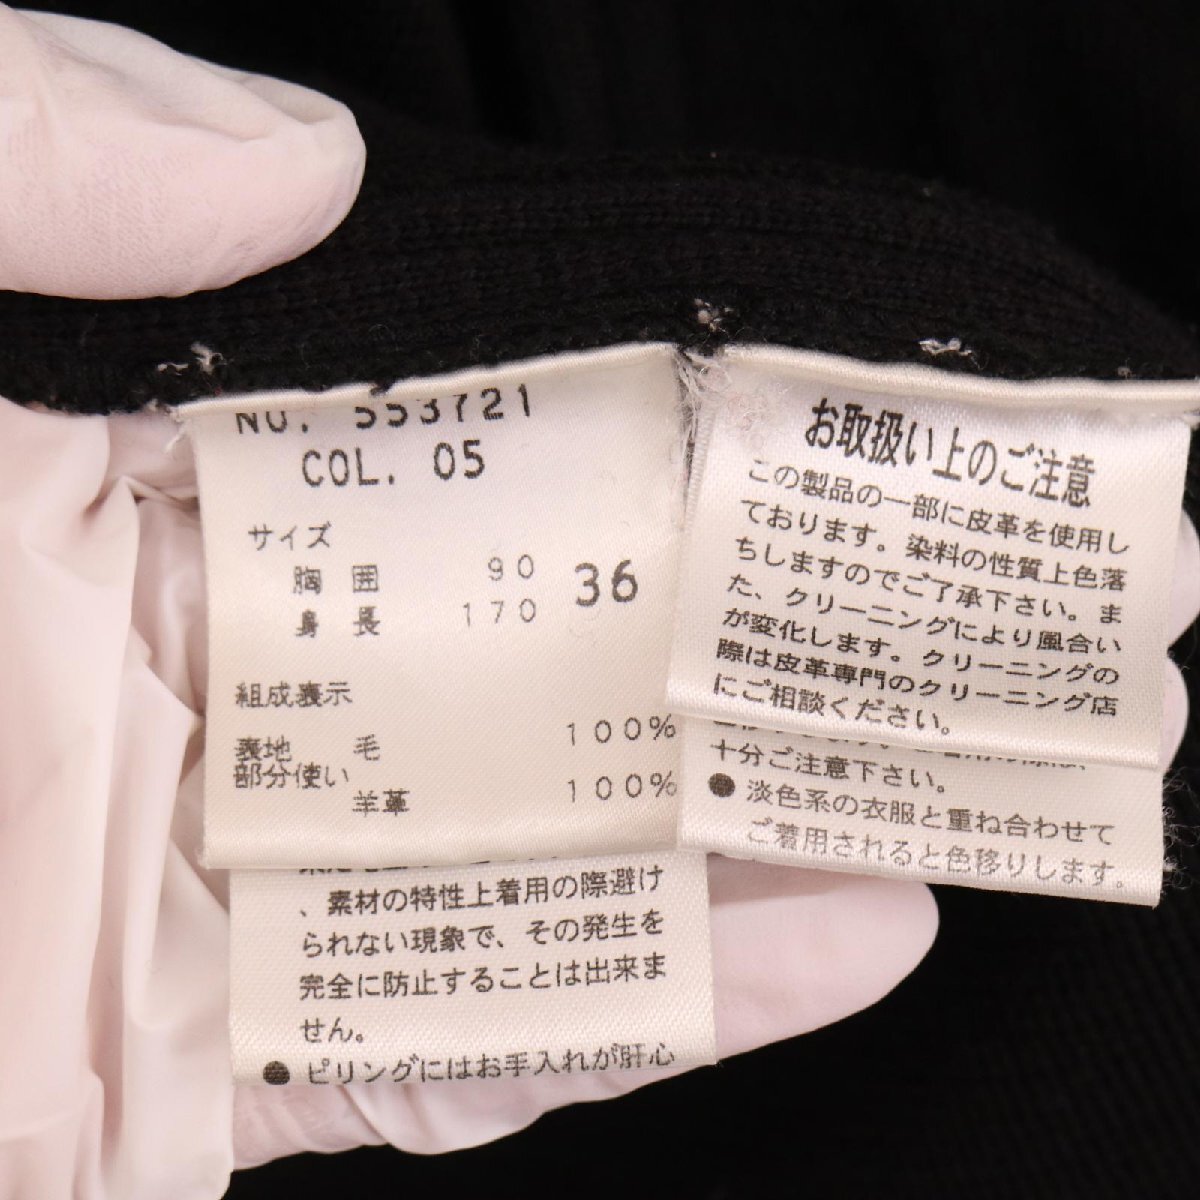 NO. 553721
COL. 05
サイズ
胸 囲 90 36
身 長 170
組成表示
表地 毛 100%
部分使い
羊革 100%
、素材の特性上着用の際避け
られない現象で、その発生を
完全に防止することは出来ま
せん。
● ピリングにはお手入れが肝心
お取扱い上のご注意
この製品の一部に皮革を使用し
ております。染料の性質上色落
ちしますのでご了承下さい。ま
た、クリーニングにより風合い
が変化します。クリーニングの
際は皮革専門のクリーニング店
にご相談ください。
十分ご注意下さい。
● 淡色系の衣服と重ね合わせて
ご着用されると色移りします。